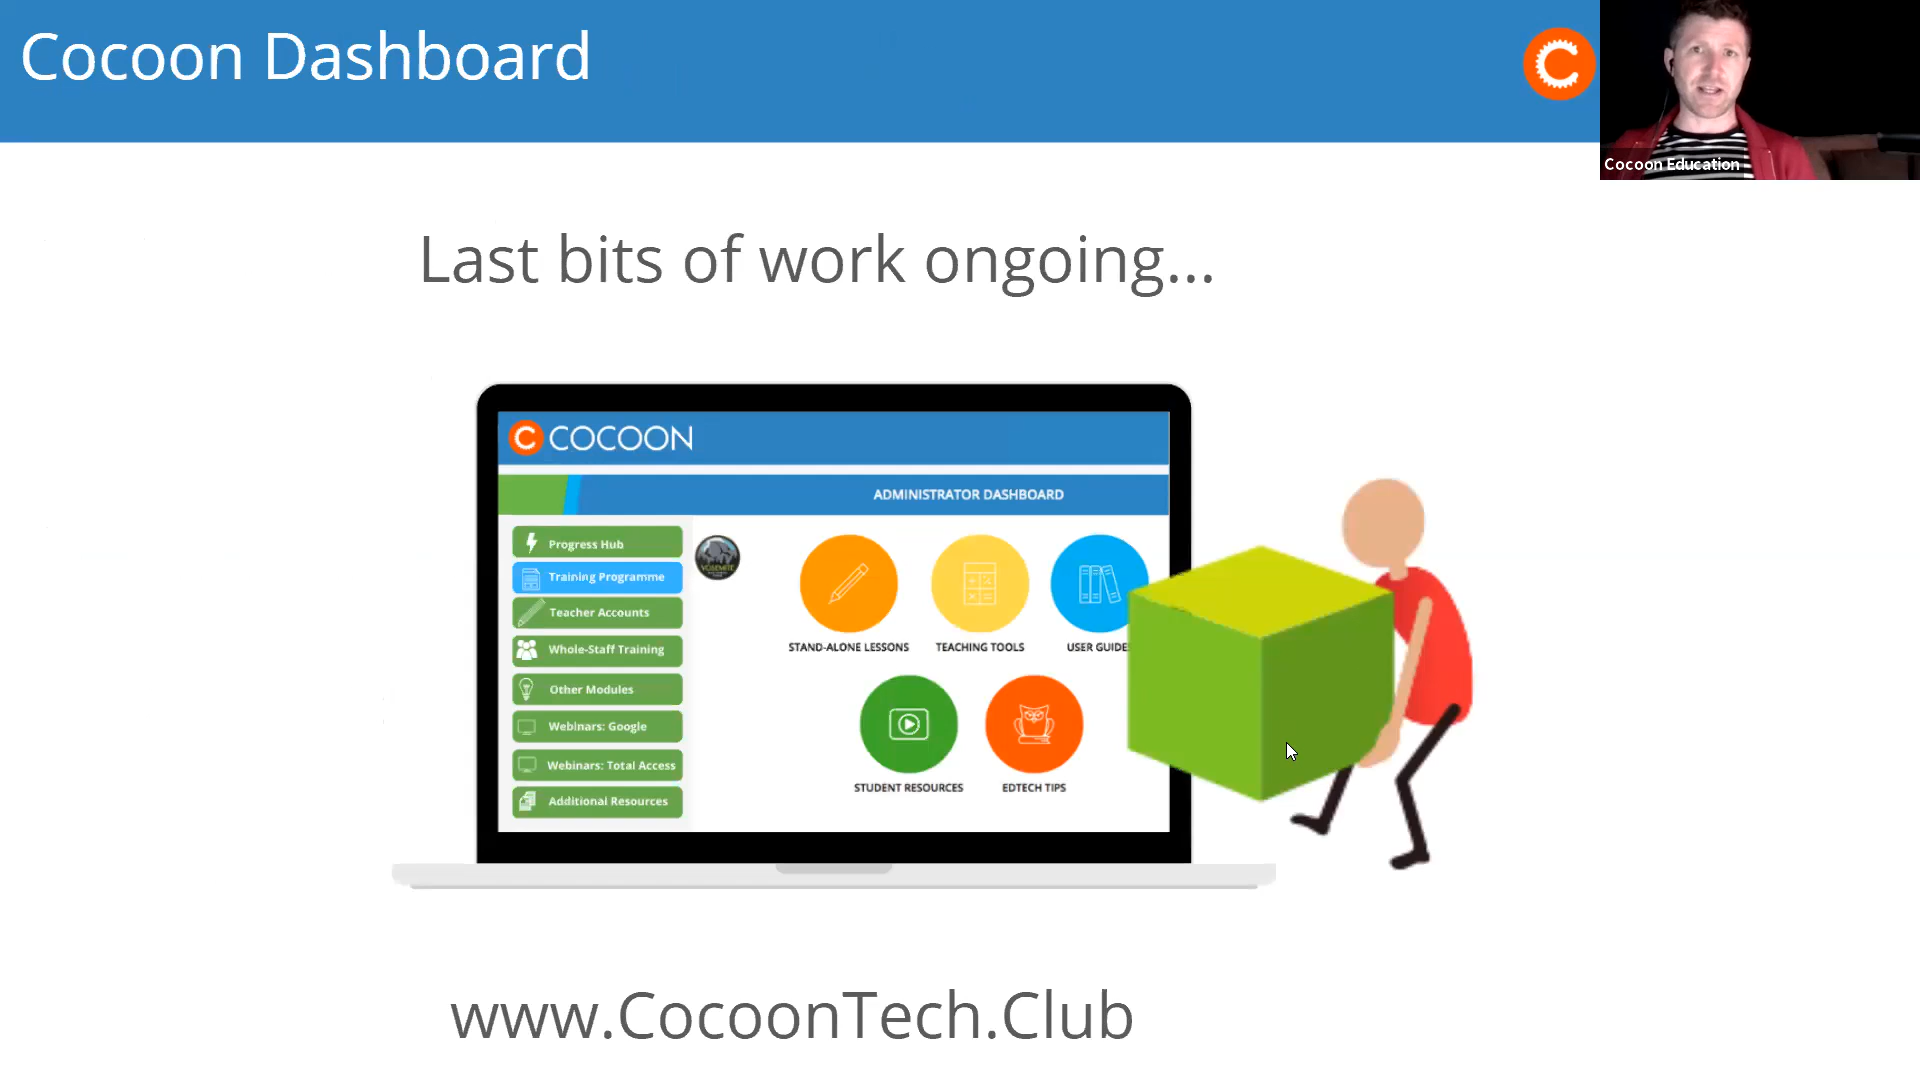 Cocoon Dashboard
Cocoon Education
Last bits of work ongoing...
COCOON
ADMINISTRATOR DASHBOARD
Progress Hub
Training Programme
Teacher Accounts
Whole-Staff Training
Other Modules
Webinars: Google
Webinars: Total Access
Additional Resources
YOSEMITE
STAND-ALONE LESSONS
TEACHING TOOLS
USER GUIDE
STUDENT RESOURCES
EDTECH TIPS
www.CocoonTech.Club